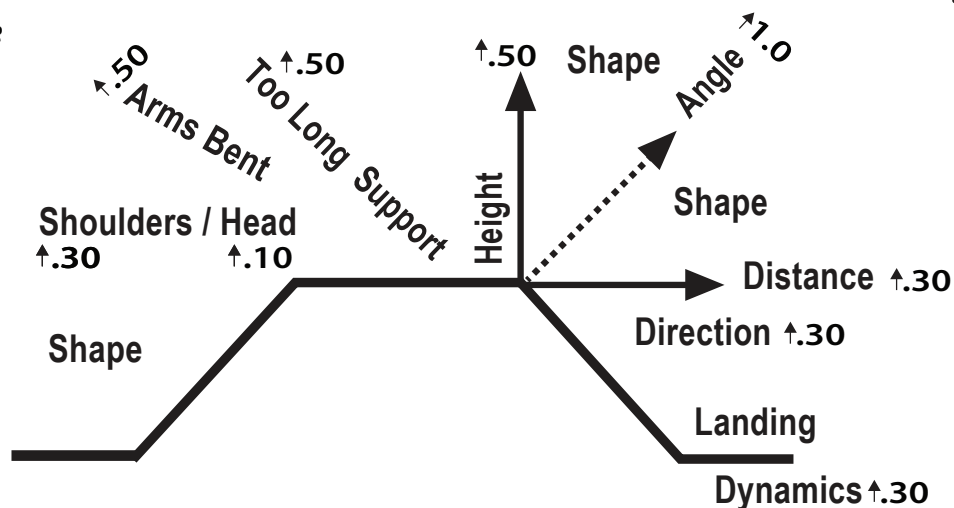 ↑.50 Arms Bent
↑.50
Too Long Support
↑.50
Height
Shape
Angle ↑1.0
Shape
Shoulders / Head
↑.30 ↑.10
Distance ↑.30
Direction ↑.30
Shape
Landing
Dynamics ↑.30